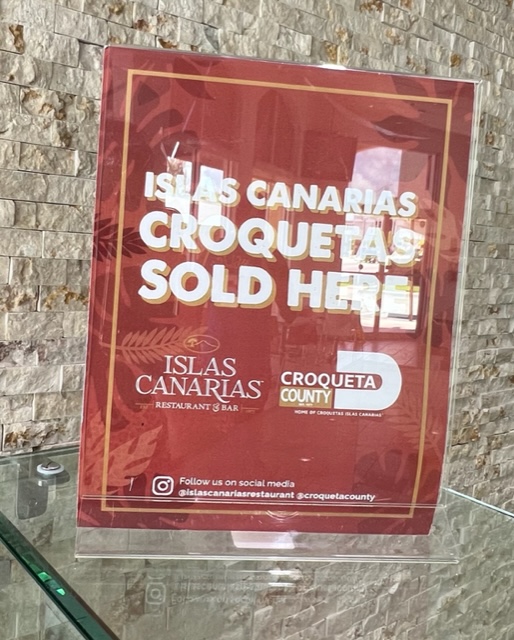 ISLAS CANARIAS
CROQUETAS
SOLD HERE
ISLAS
CANARIAS
RESTAURANT & BAR
CROQUETA
COUNTY
HOME OF CROQUETAS ISLAS CANARIAS
Follow us on social media
@islascanariasrestaurant @croquetacounty